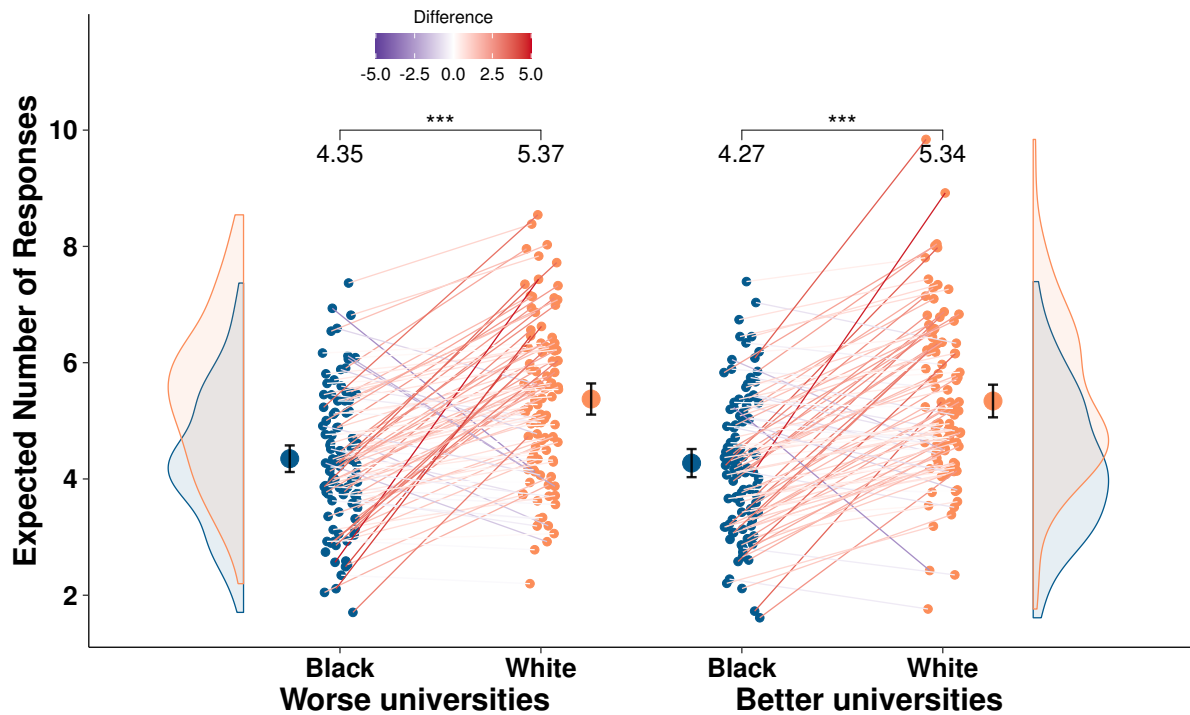 Difference
-5.0 -2.5 0.0 2.5 5.0
Expected Number of Responses
10
8
6
4
2
***
4.35 5.37
***
4.27 5.34
Black White
Worse universities
Black White
Better universities